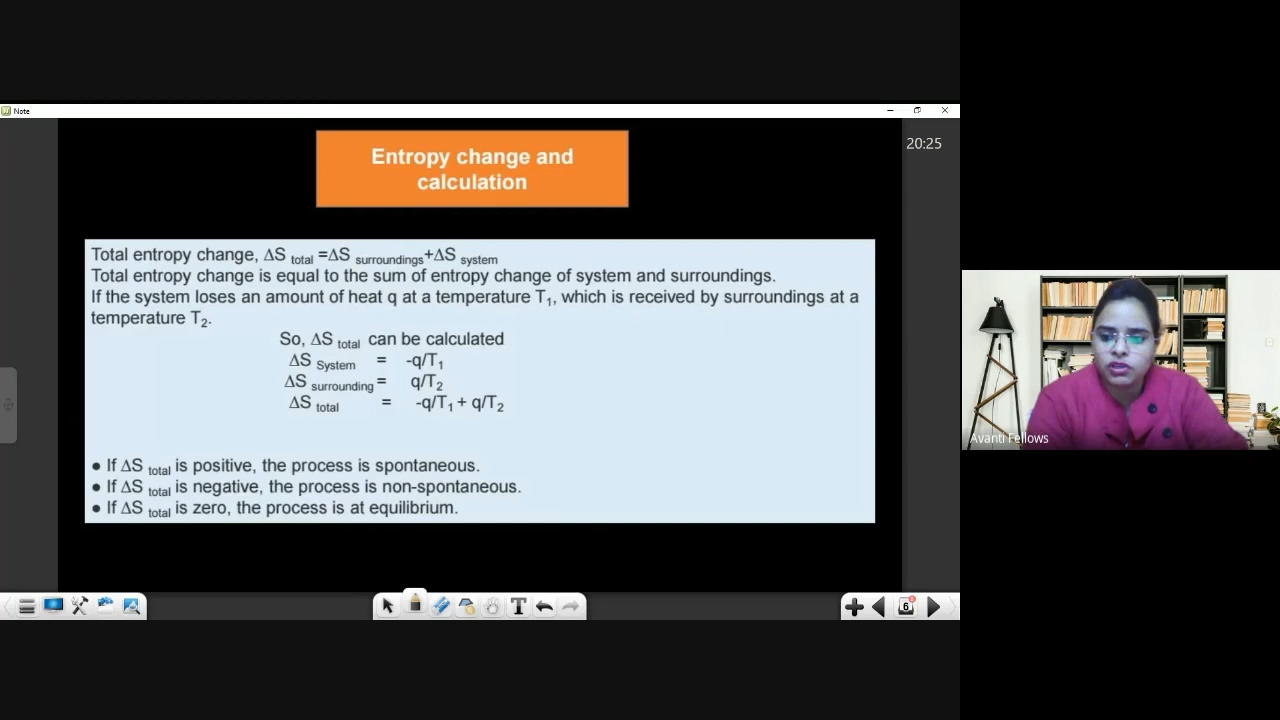 Note
20:25
Entropy change and
calculation
Total entropy change, ΔS total =ΔS surroundings+ΔS system
Total entropy change is equal to the sum of entropy change of system and surroundings.
If the system loses an amount of heat q at a temperature T₁, which is received by surroundings at a
temperature T₂.
So, ΔS total can be calculated
ΔS System = -q/T₁
ΔS surrounding = q/T₂
ΔS total = -q/T₁ + q/T₂
● If ΔS total is positive, the process is spontaneous.
● If ΔS total is negative, the process is non-spontaneous.
● If ΔS total is zero, the process is at equilibrium.
Avanti Fellows
T
6